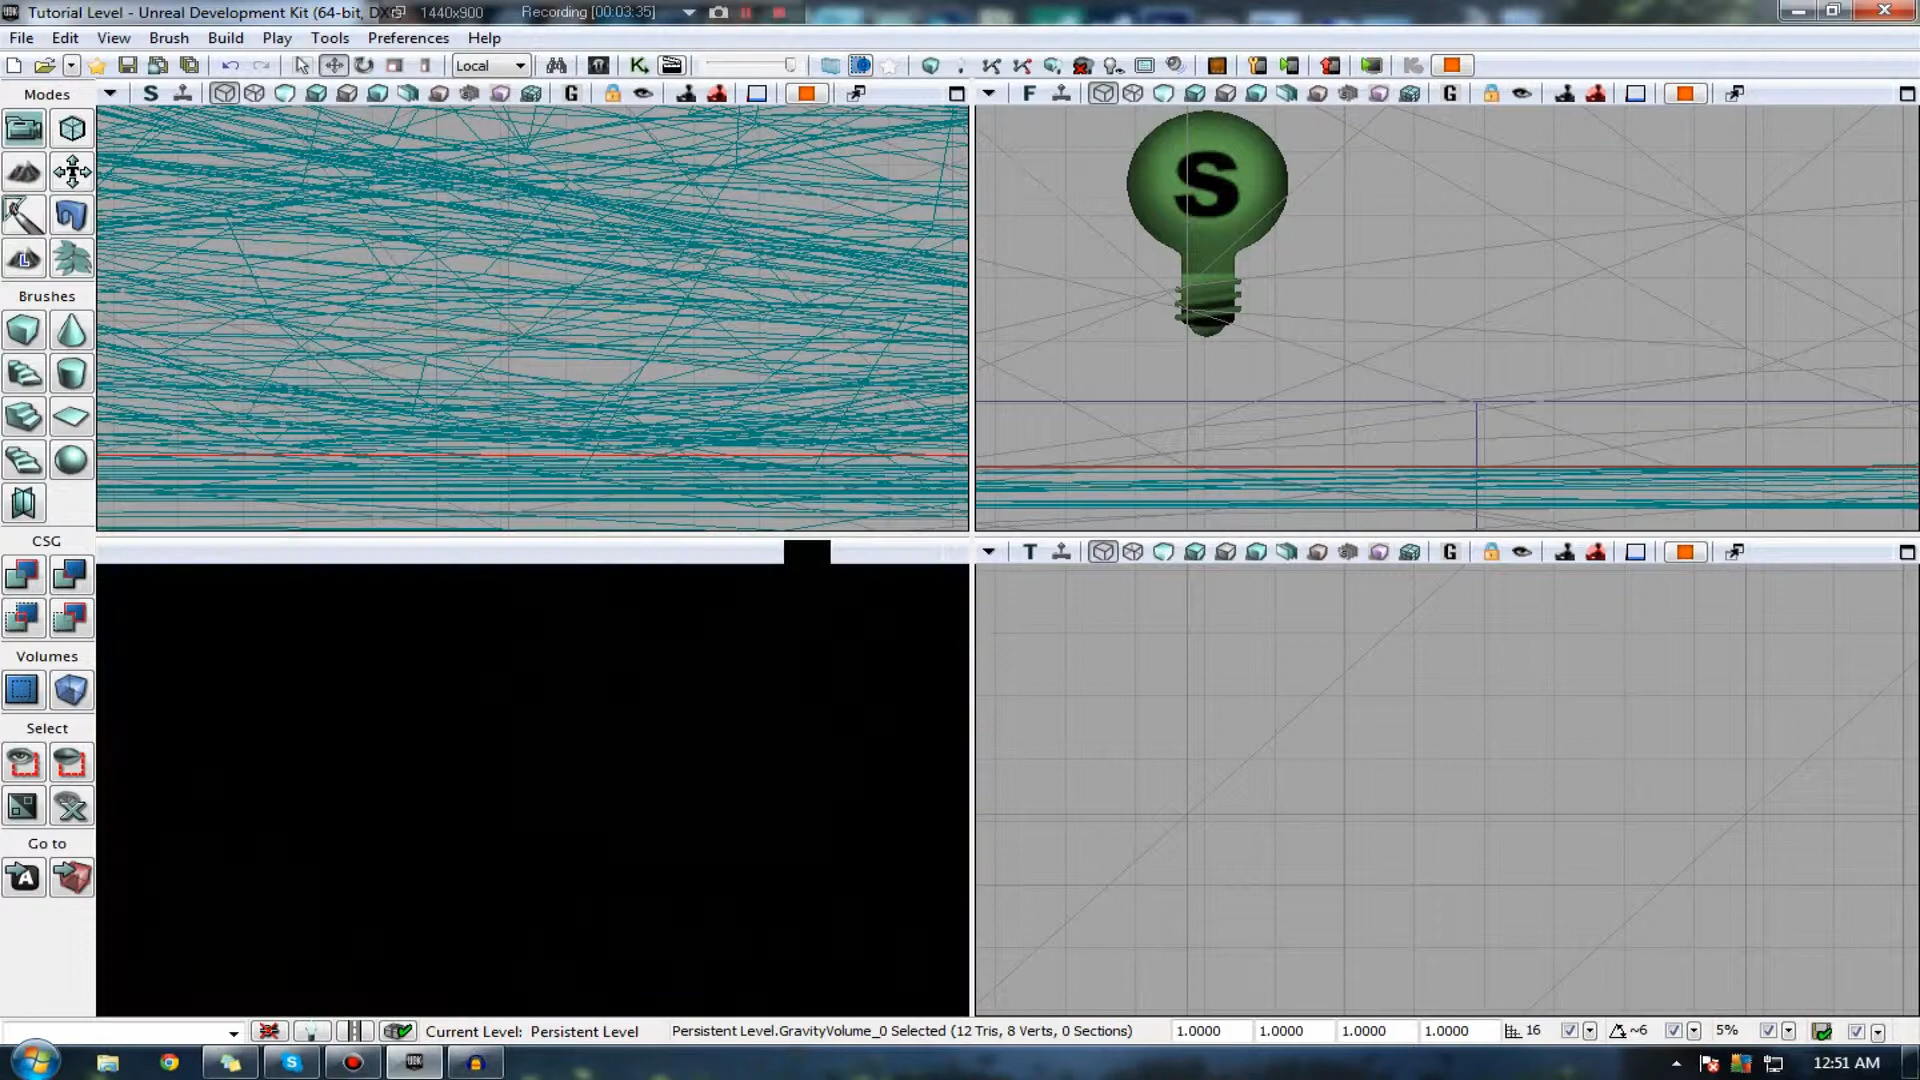 Tutorial Level - Unreal Development Kit (64-bit, DX
1440x900
Recording [00:03:35]
File Edit View Brush Build Play Tools Preferences Help
Local
Modes
S
G
F
G
S
Brushes
CSG
T
G
Volumes
Select
Go to
A
Current Level: Persistent Level
Persistent Level.GravityVolume_0 Selected (12 Tris, 8 Verts, 0 Sections)
1.0000 1.0000 1.0000 1.0000
16
~6
5%
12:51 AM